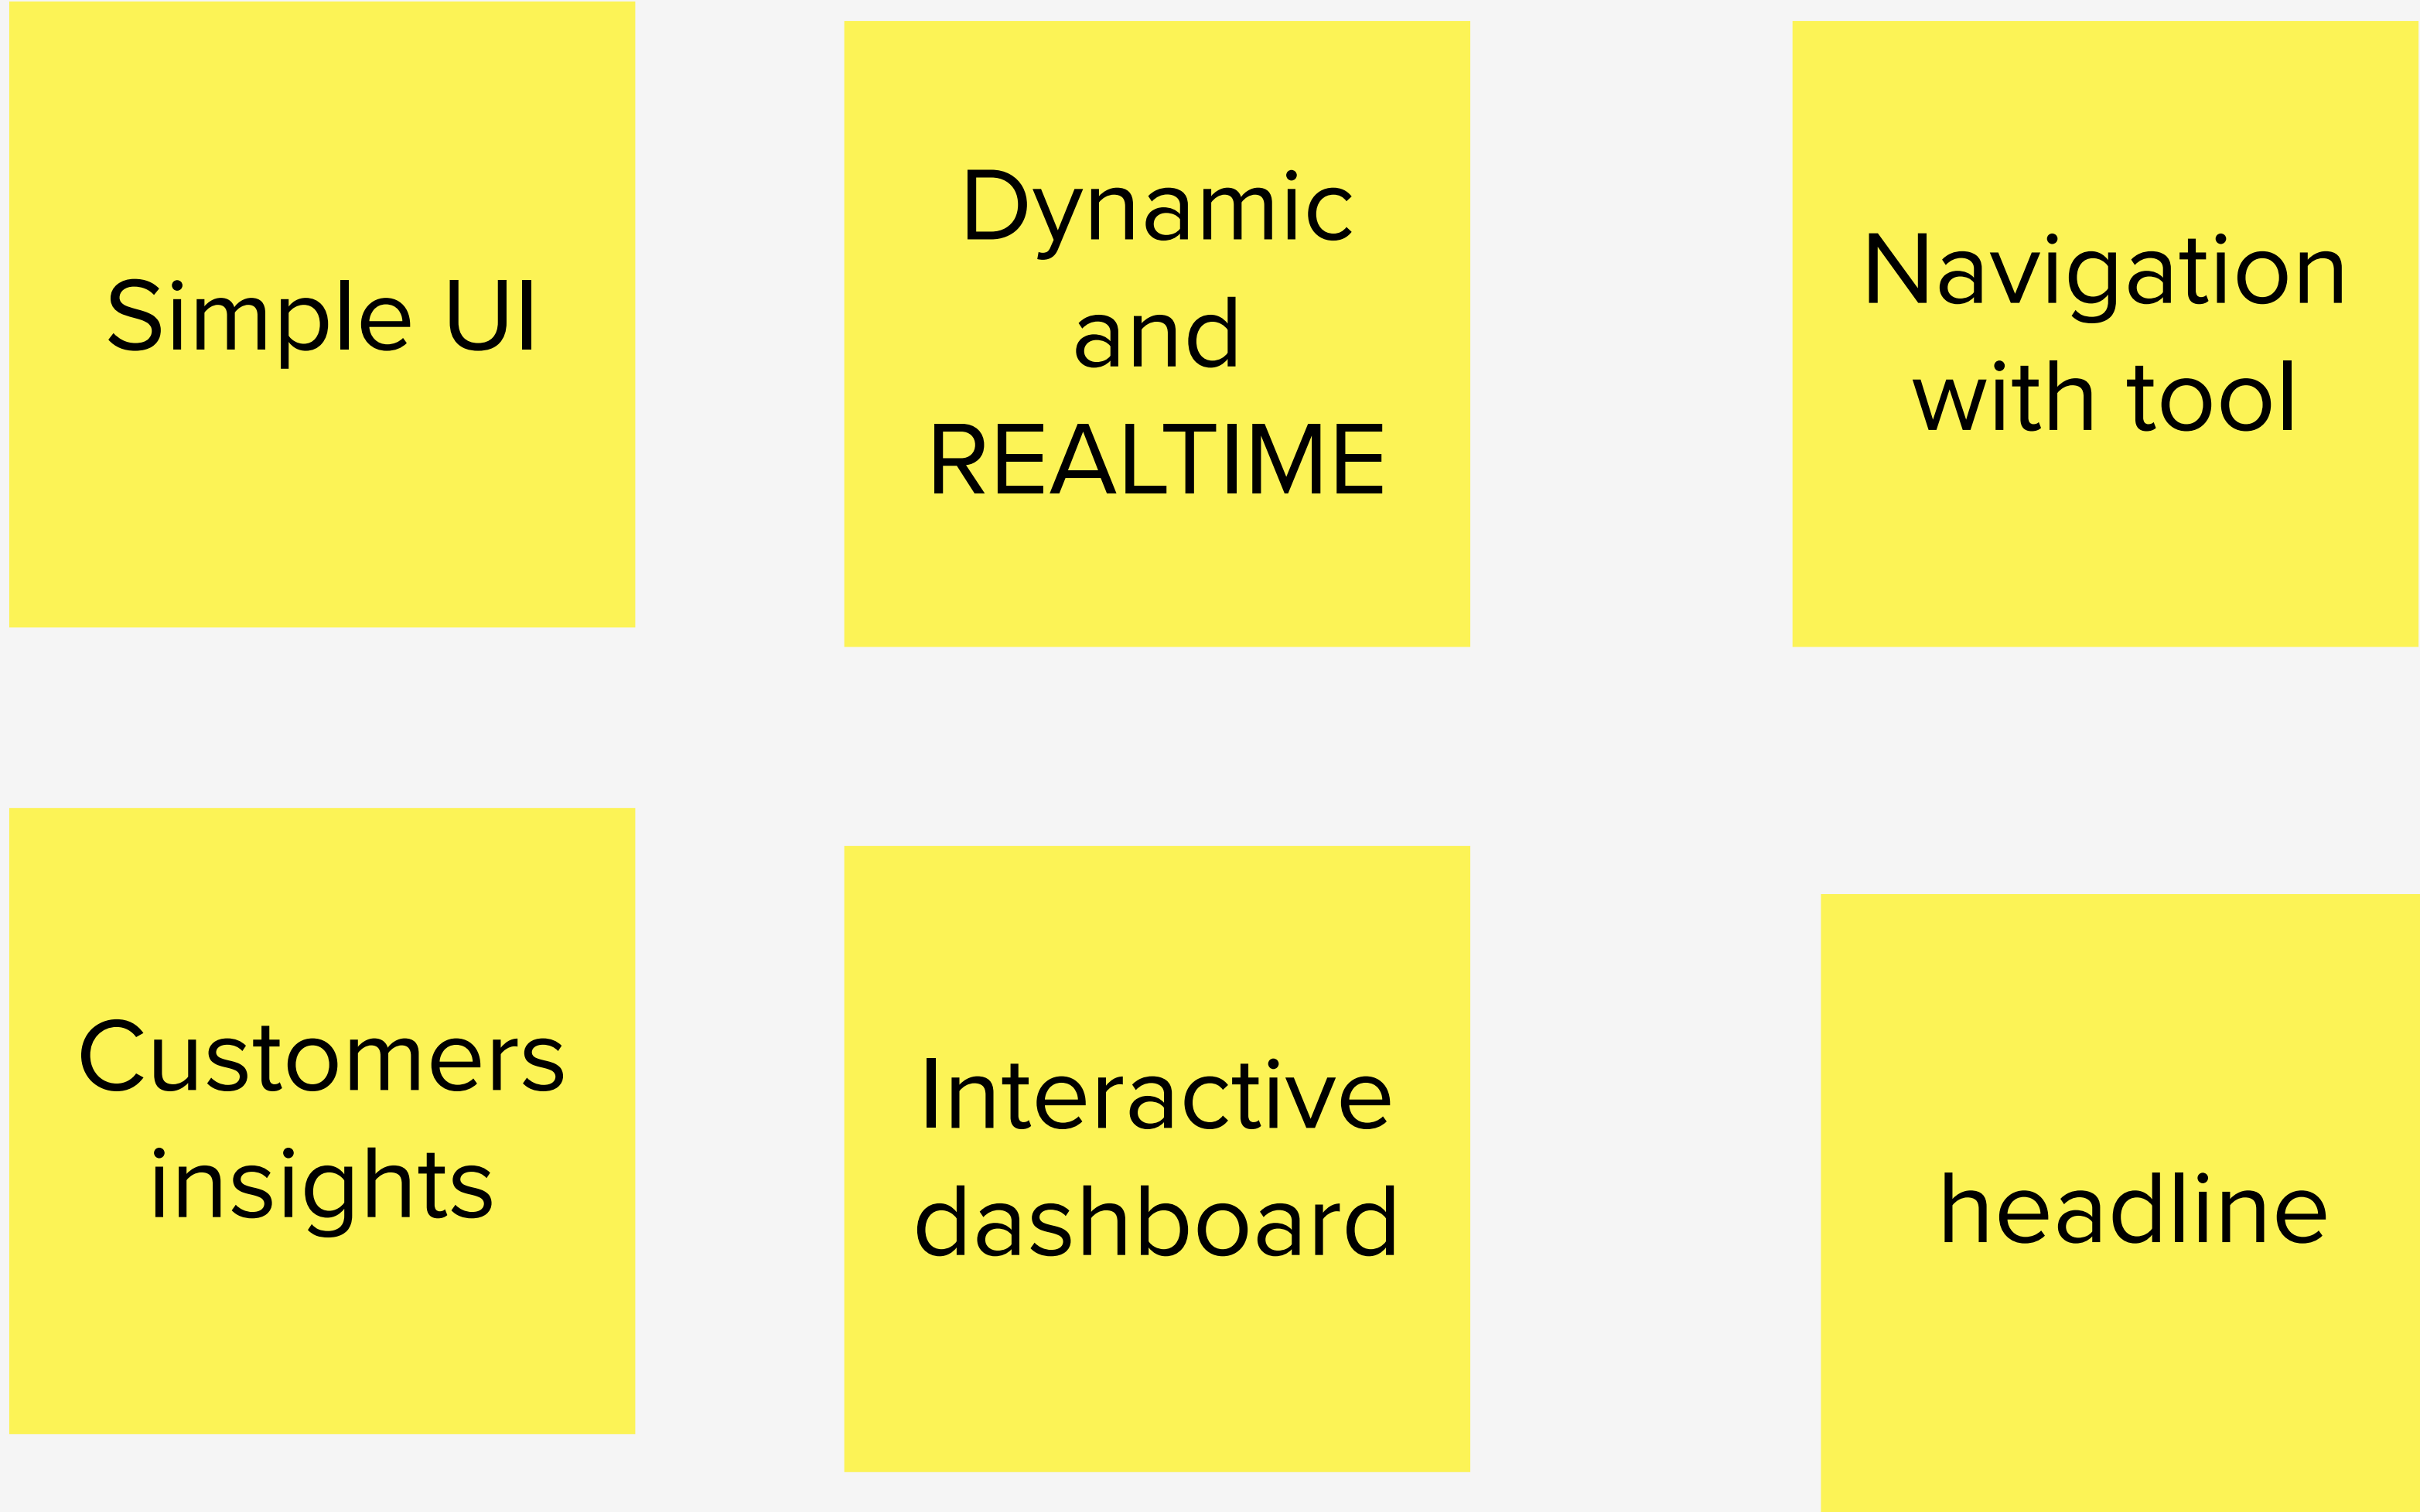 Simple UI
Dynamic
and
REALTIME
Navigation
with tool
Customers
insights
Interactive
dashboard
headline